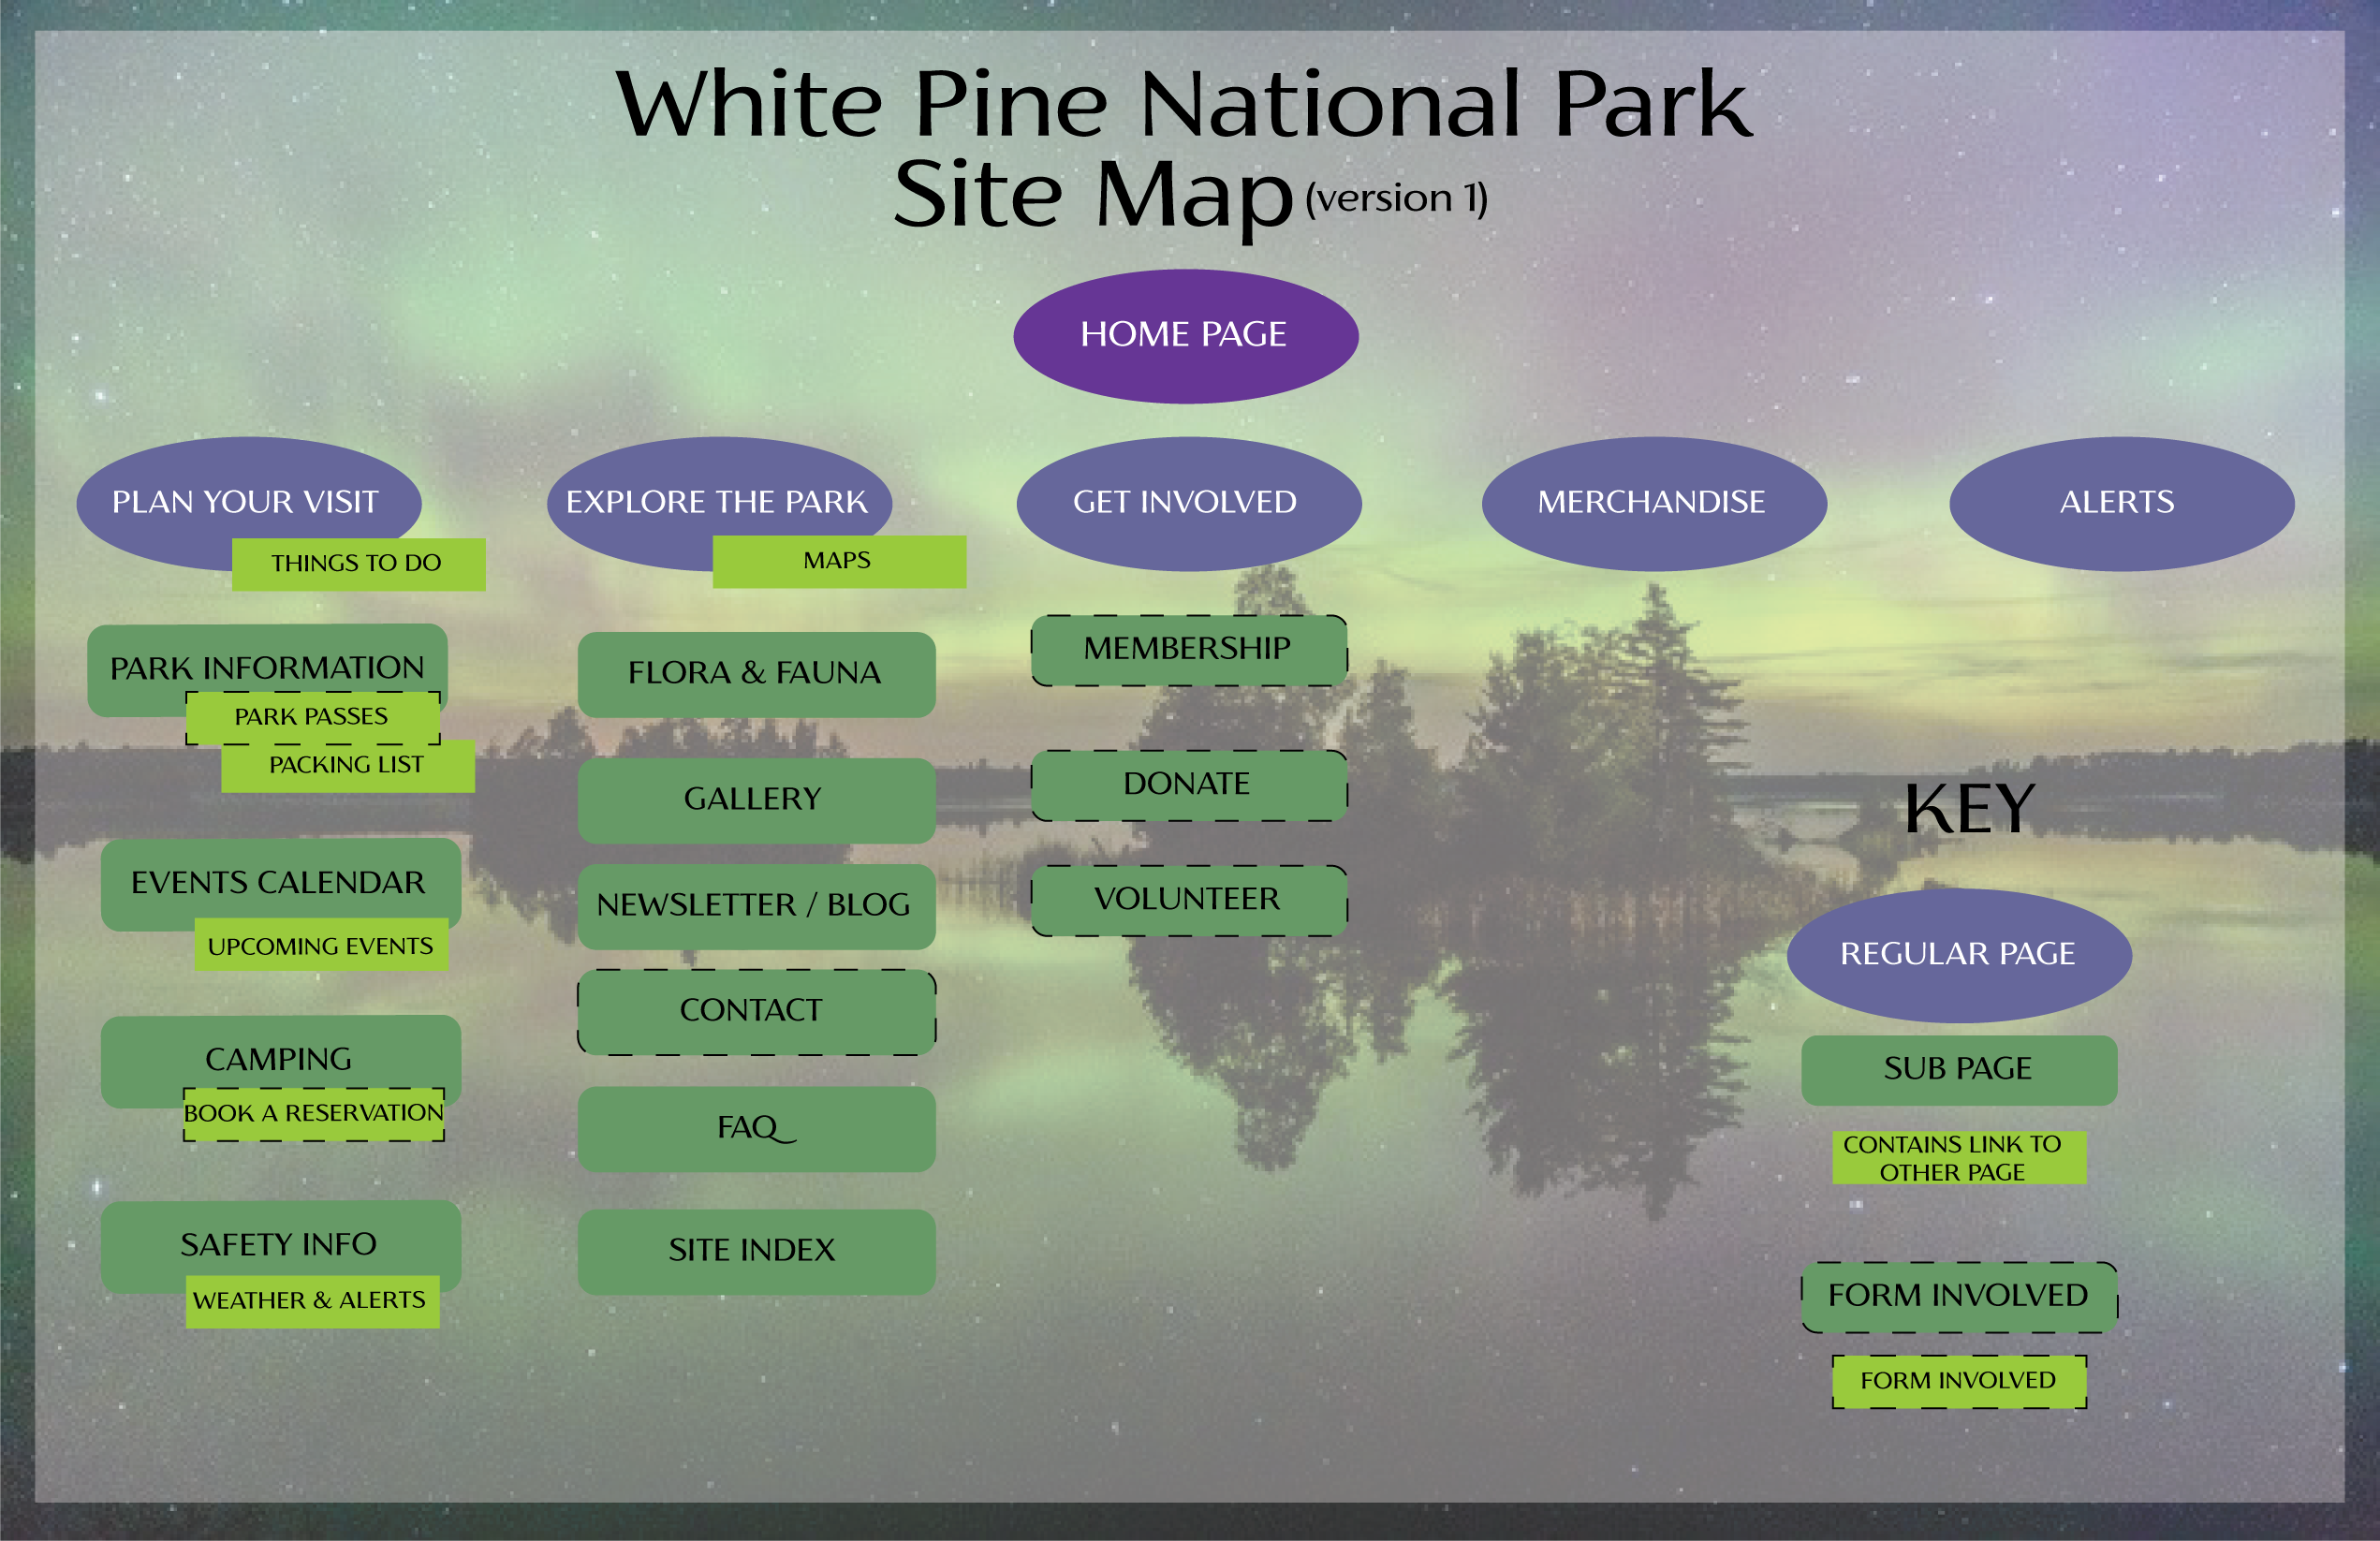 White Pine National Park
Site Map (version 1)
HOME PAGE
PLAN YOUR VISIT
THINGS TO DO
PARK INFORMATION
PARK PASSES
PACKING LIST
EVENTS CALENDAR
UPCOMING EVENTS
CAMPING
BOOK A RESERVATION
SAFETY INFO
WEATHER & ALERTS
EXPLORE THE PARK
MAPS
FLORA & FAUNA
GALLERY
NEWSLETTER / BLOG
CONTACT
FAQ
SITE INDEX
GET INVOLVED
MEMBERSHIP
DONATE
VOLUNTEER
MERCHANDISE
ALERTS
KEY
REGULAR PAGE
SUB PAGE
CONTAINS LINK TO
OTHER PAGE
FORM INVOLVED
FORM INVOLVED